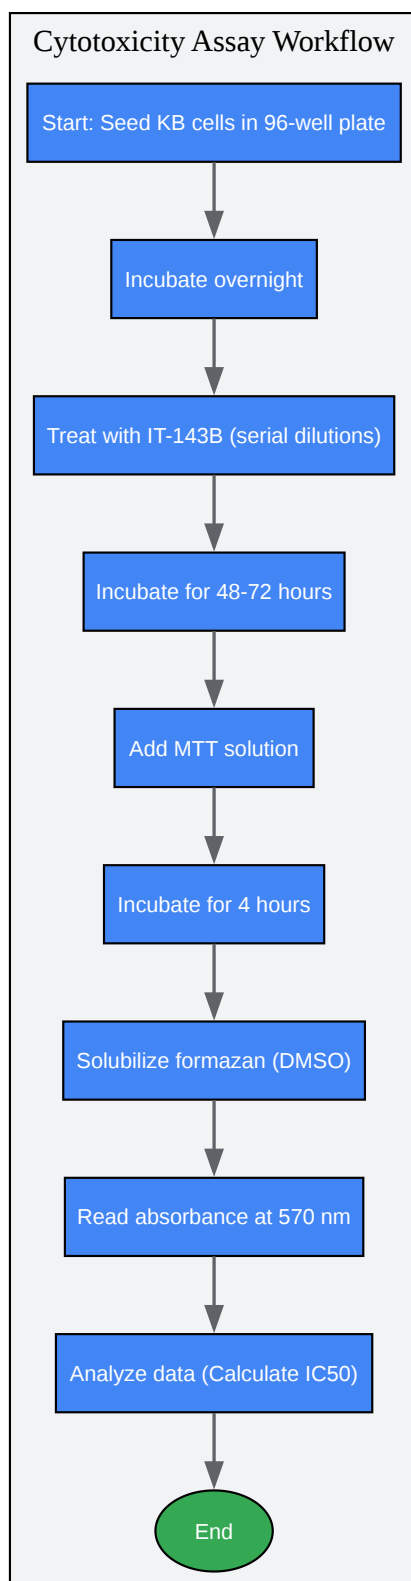 Cytotoxicity Assay Workflow
Start: Seed KB cells in 96-well plate
Incubate overnight
Treat with IT-143B (serial dilutions)
Incubate for 48-72 hours
Add MTT solution
Incubate for 4 hours
Solubilize formazan (DMSO)
Read absorbance at 570 nm
Analyze data (Calculate IC50)
End